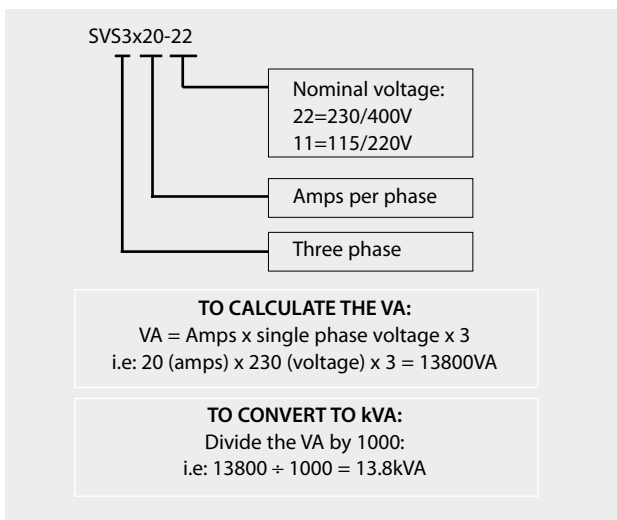 SVS3x20-22
Nominal voltage:
22=230/400V
11=115/220V
Amps per phase
Three phase
TO CALCULATE THE VA:
VA = Amps x single phase voltage x 3
i.e: 20 (amps) x 230 (voltage) x 3 = 13800VA
TO CONVERT TO kVA:
Divide the VA by 1000:
i.e: 13800 ÷ 1000 = 13.8kVA